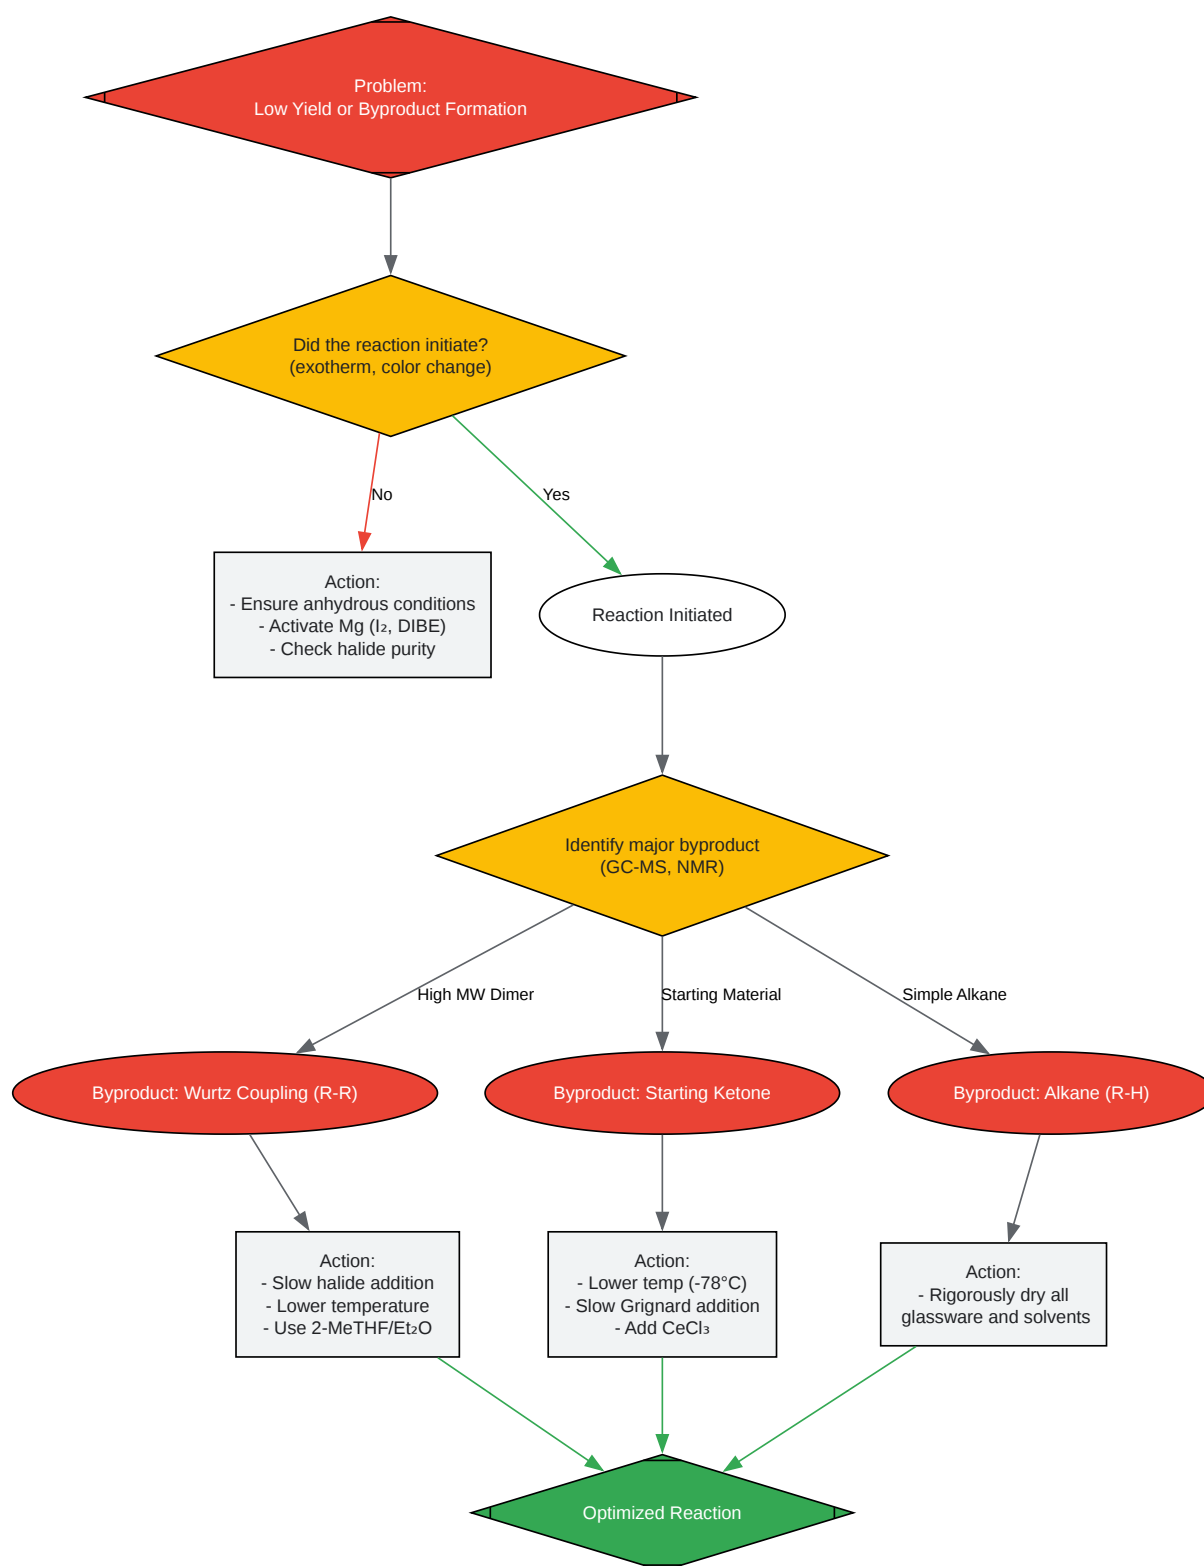 Problem:
Low Yield or Byproduct Formation
Did the reaction initiate?
(exotherm, color change)
No
Yes
Action:
- Ensure anhydrous conditions
- Activate Mg (I₂, DIBE)
- Check halide purity
Reaction Initiated
Identify major byproduct
(GC-MS, NMR)
High MW Dimer
Starting Material
Simple Alkane
Byproduct: Wurtz Coupling (R-R)
Byproduct: Starting Ketone
Byproduct: Alkane (R-H)
Action:
- Slow halide addition
- Lower temperature
- Use 2-MeTHF/Et₂O
Action:
- Lower temp (-78°C)
- Slow Grignard addition
- Add CeCl₃
Action:
- Rigorously dry all
glassware and solvents
Optimized Reaction